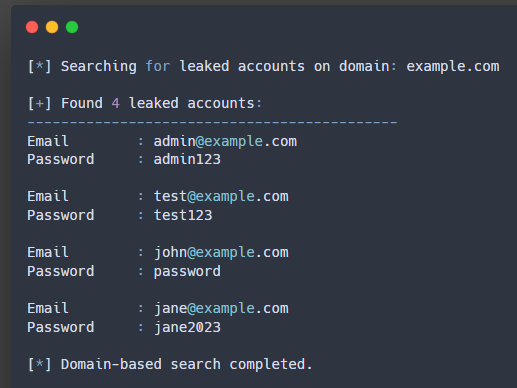 [*] Searching for leaked accounts on domain: example.com
[+] Found 4 leaked accounts:
--------------------------------------------
Email : admin@example.com
Password : admin123
Email : test@example.com
Password : test123
Email : john@example.com
Password : password
Email : jane@example.com
Password : jane2023
[*] Domain-based search completed.